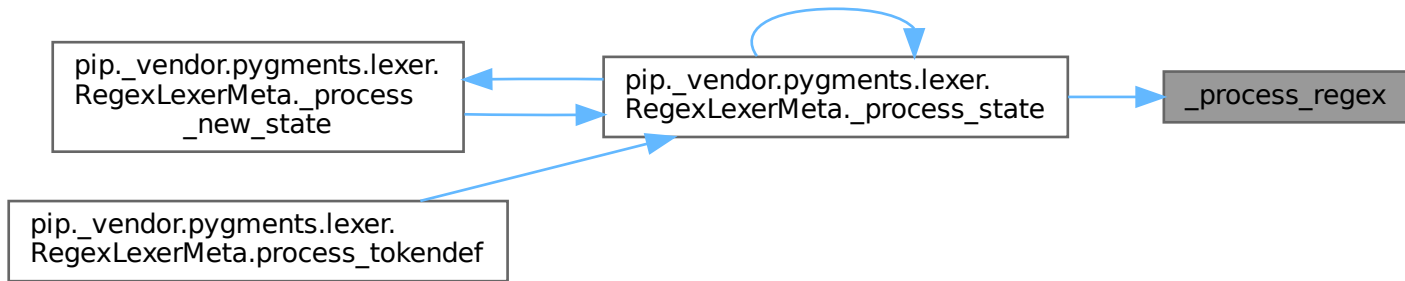 pip._vendor.pygments.lexer.
RegexLexerMeta._process
_new_state
pip._vendor.pygments.lexer.
RegexLexerMeta._process_state
_process_regex
pip._vendor.pygments.lexer.
RegexLexerMeta.process_tokendef